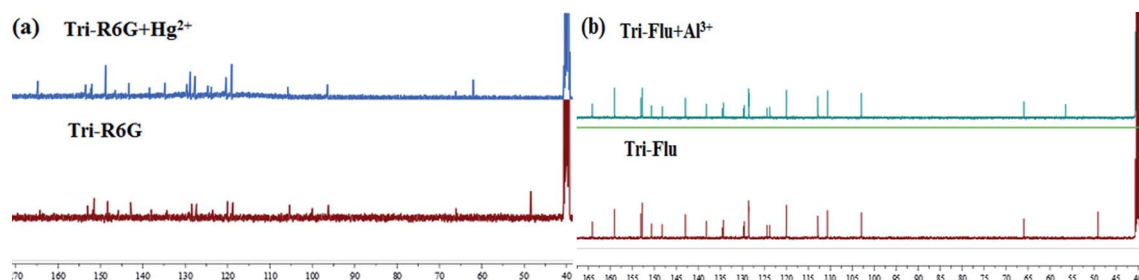 (a) Tri-R6G+Hg²⁺
Tri-R6G
170 160 150 140 130 120 110 100 90 80 70 60 50 40
(b) Tri-Flu+Al³⁺
Tri-Flu
165 160 155 150 145 140 135 130 125 120 115 110 105 100 95 90 85 80 75 70 65 60 55 50 45 40